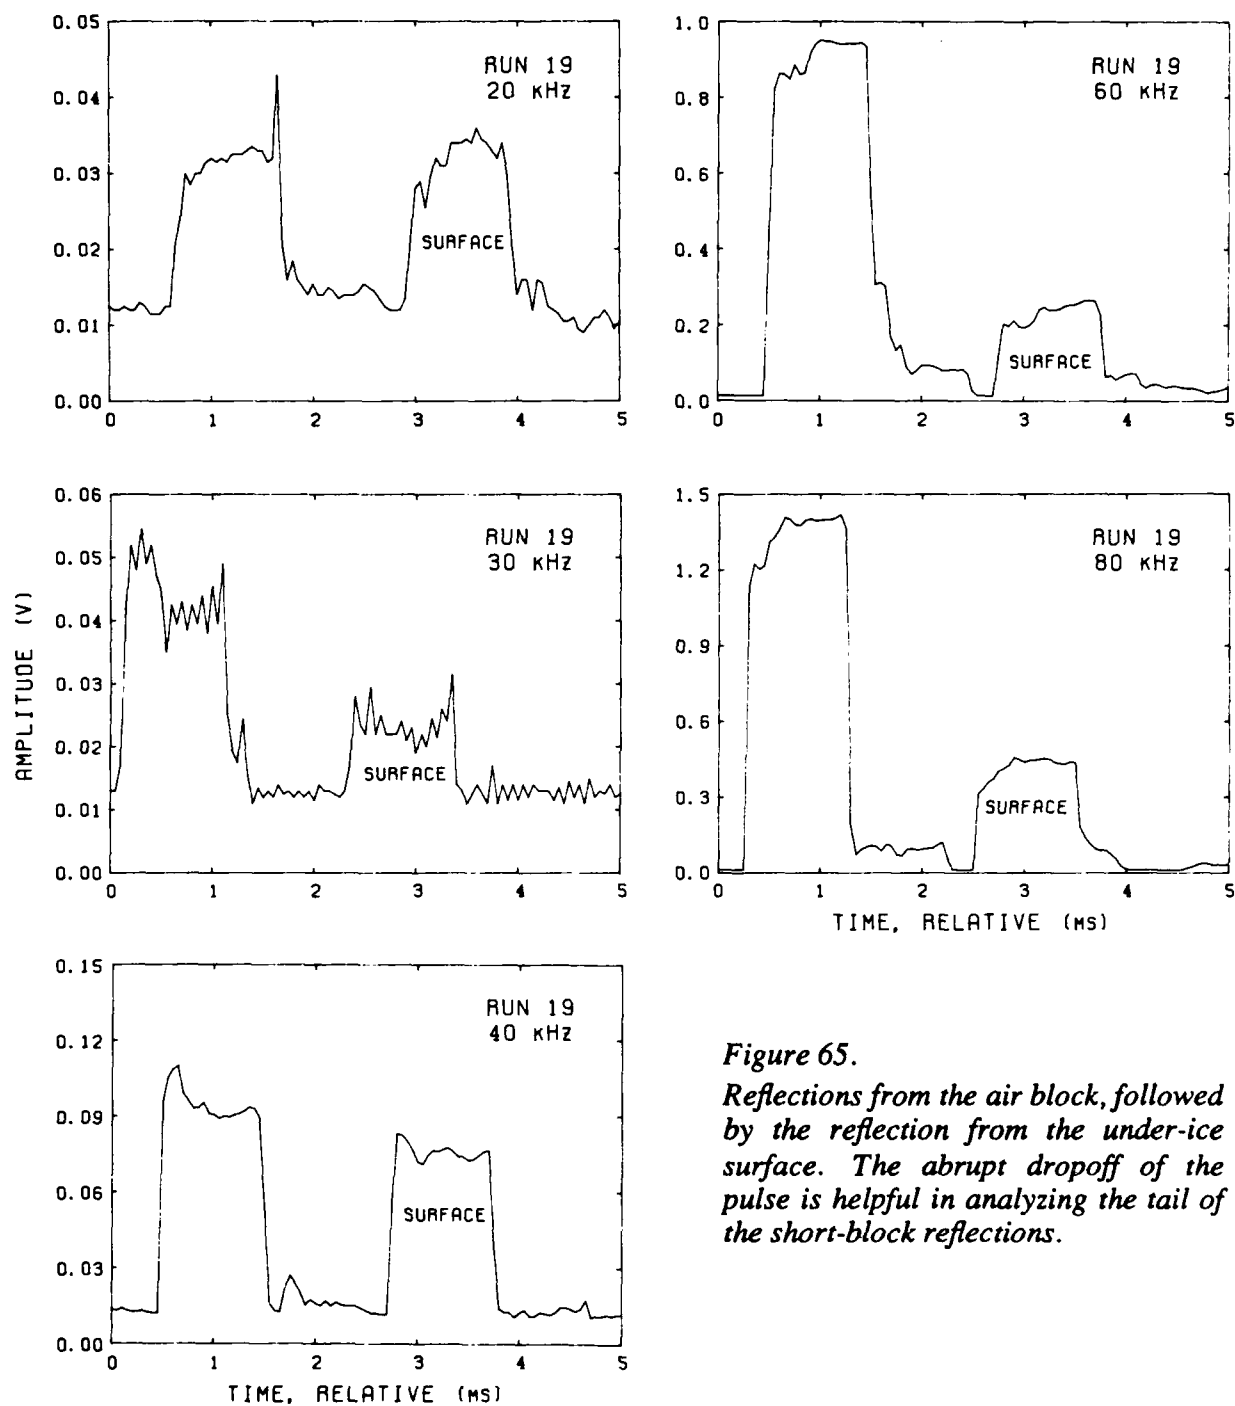 0.05
0.04
0.03
0.02
0.01
0.00
RUN 19
20 KHz
SURFACE
0 1 2 3 4 5
1.0
0.8
0.6
0.4
0.2
0.0
RUN 19
60 KHz
SURFACE
0 1 2 3 4 5
AMPLITUDE (V)
0.06
0.05
0.04
0.03
0.02
0.01
0.00
RUN 19
30 KHz
SURFACE
0 1 2 3 4 5
1.5
1.2
0.9
0.6
0.3
0.0
RUN 19
80 KHz
SURFACE
0 1 2 3 4 5
TIME, RELATIVE (MS)
0.15
0.12
0.09
0.06
0.03
0.00
RUN 19
40 KHz
SURFACE
0 1 2 3 4 5
TIME, RELATIVE (MS)
Figure 65.
Reflections from the air block, followed
by the reflection from the under-ice
surface. The abrupt dropoff of the
pulse is helpful in analyzing the tail of
the short-block reflections.